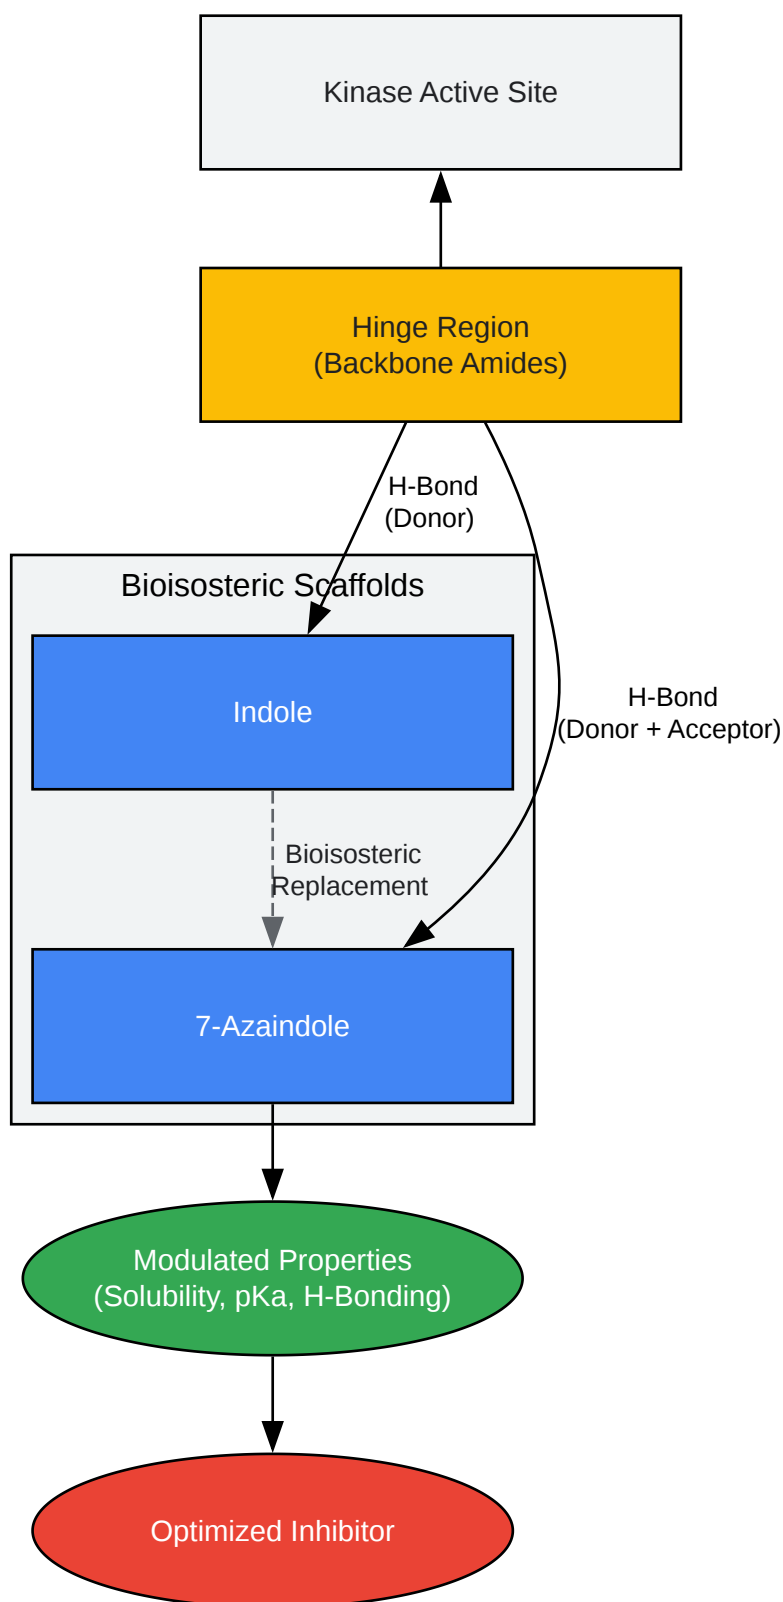 Kinase Active Site
Hinge Region
(Backbone Amides)
H-Bond
(Donor)
Bioisosteric Scaffolds
Indole
H-Bond
(Donor + Acceptor)
Bioisosteric
Replacement
7-Azaindole
Modulated Properties
(Solubility, pKa, H-Bonding)
Optimized Inhibitor